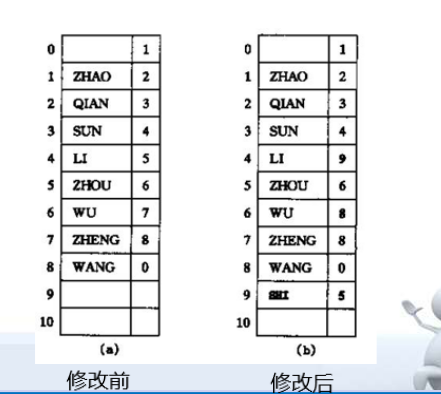 0 1 0 1
1 ZHAO 2 1 ZHAO 2
2 QIAN 3 2 QIAN 3
3 SUN 4 3 SUN 4
4 LI 5 4 LI 9
5 ZHOU 6 5 ZHOU 6
6 WU 7 6 WU 8
7 ZHENG 8 7 ZHENG 8
8 WANG 0 8 WANG 0
9 9 SHI 5
10 10
(a) (b)
修改前 修改后